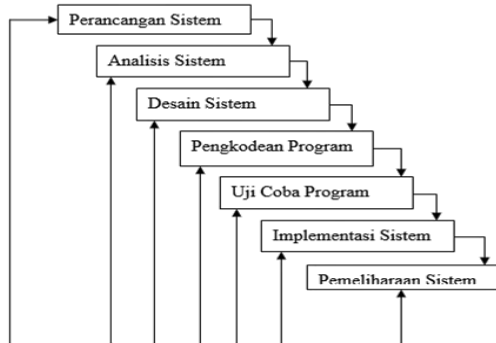 Perancangan Sistem
Analisis Sistem
Desain Sistem
Pengkodean Program
Uji Coba Program
Implementasi Sistem
Pemeliharaan Sistem